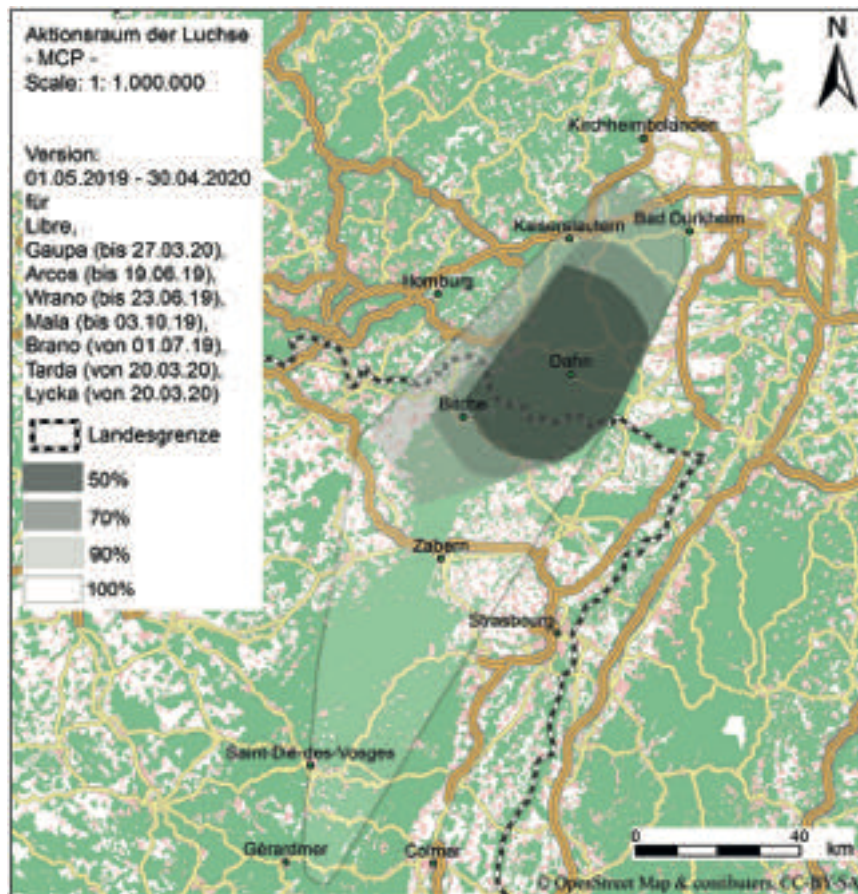 Aktionsraum der Luchse
- MCP -
Scale: 1: 1.000.000
Version:
01.05.2019 - 30.04.2020
für
Libre,
Gaupa (bis 27.03.20),
Arcos (bis 19.06.19),
Wrano (bis 23.06.19),
Mala (bis 03.10.19),
Brano (von 01.07.19),
Tarda (von 20.03.20),
Lycka (von 20.03.20)
Landesgrenze
50%
70%
90%
100%
N
Kirchheimbolanden
Kaiserslautern
Bad Dürkheim
Homburg
Dahn
Bitche
Zabern
Strasbourg
Saint-Dié-des-Vosges
Gérardmer
Colmar
0 40
km
© OpenStreet Map & contributers, CC-BY-SA